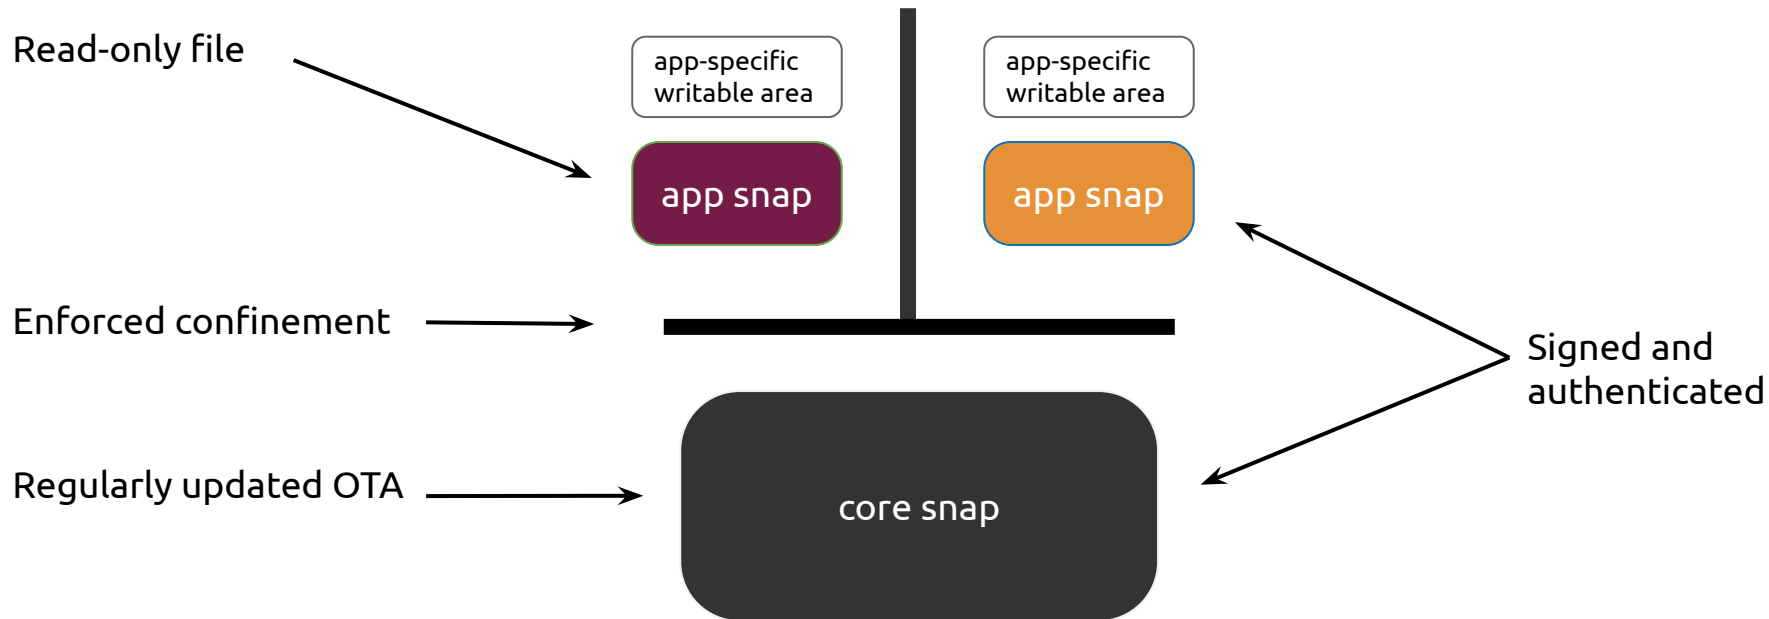 Read-only file
app-specific
writable area
app-specific
writable area
app snap
app snap
Enforced confinement
Signed and
authenticated
Regularly updated OTA
core snap